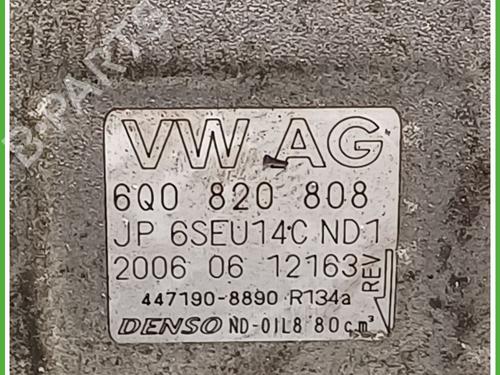 B-PARTS
VW AG
6Q0 820 808
JP 6SEU14C ND1
2006 06 12163
REV
447190-8890 R134a
DENSO ND-OIL8 80cm³